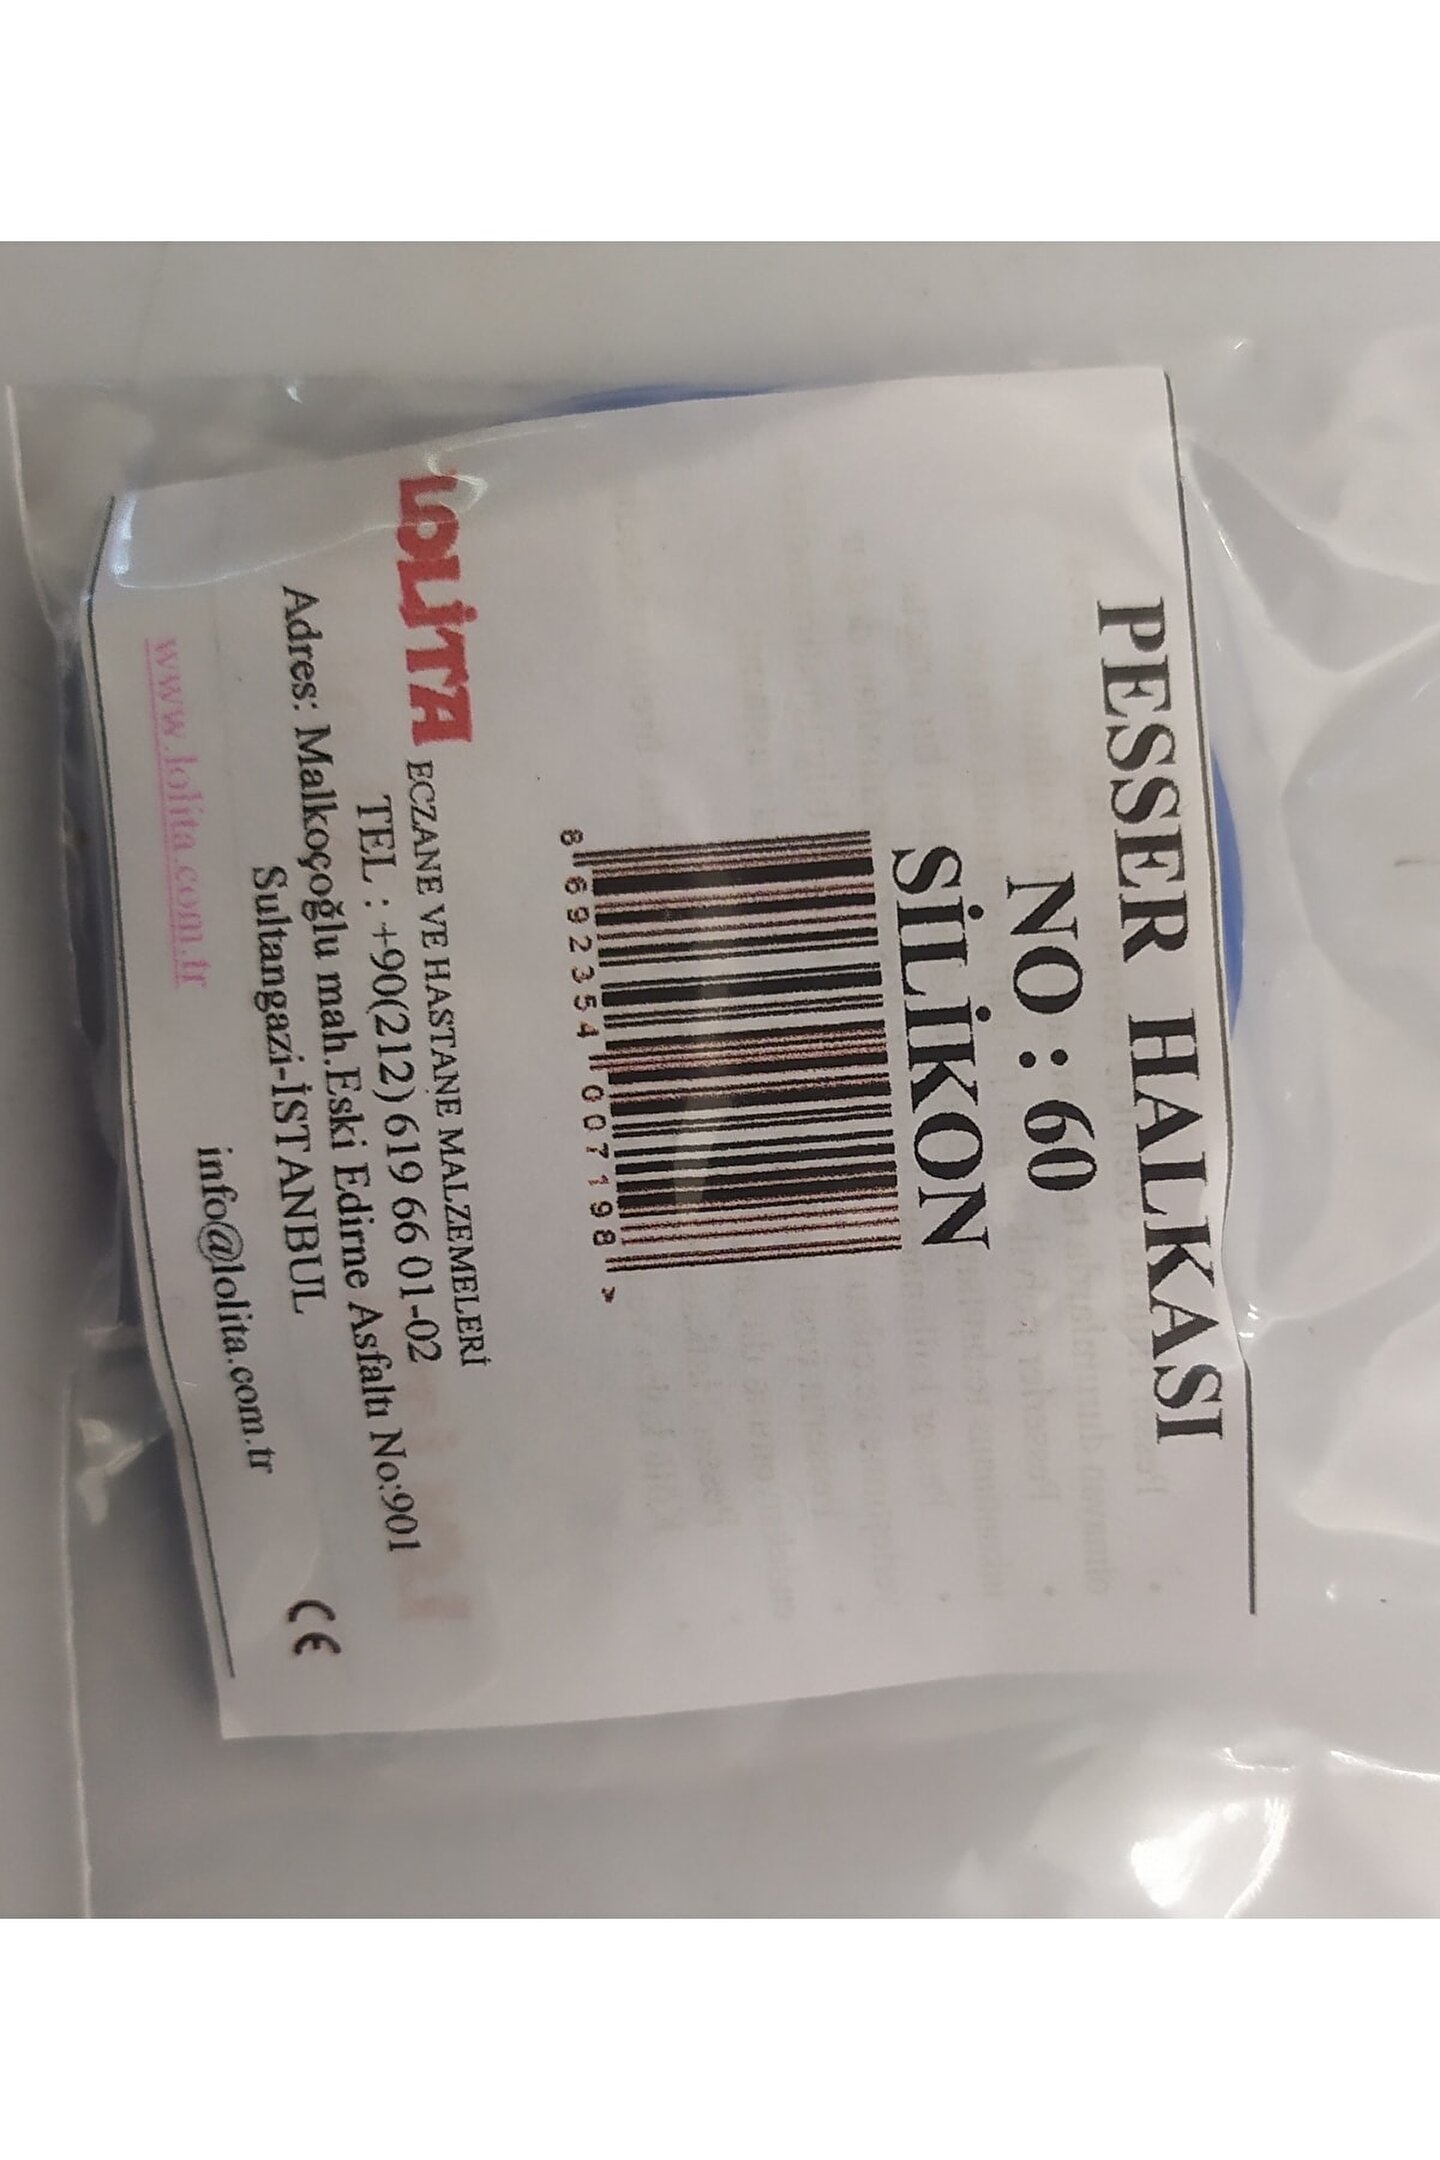 PESSER HALKASI
NO : 60
SİLİKON
8 692354 007198 >
LOLİTA ECZANE VE HASTANE MALZEMELERİ
TEL : +90(212) 619 66 01-02
Adres: Malkoçoğlu mah.Eski Edirne Asfaltı No:901
Sultangazi-İSTANBUL
info@lolita.com.tr
www.lolita.com.tr
CE